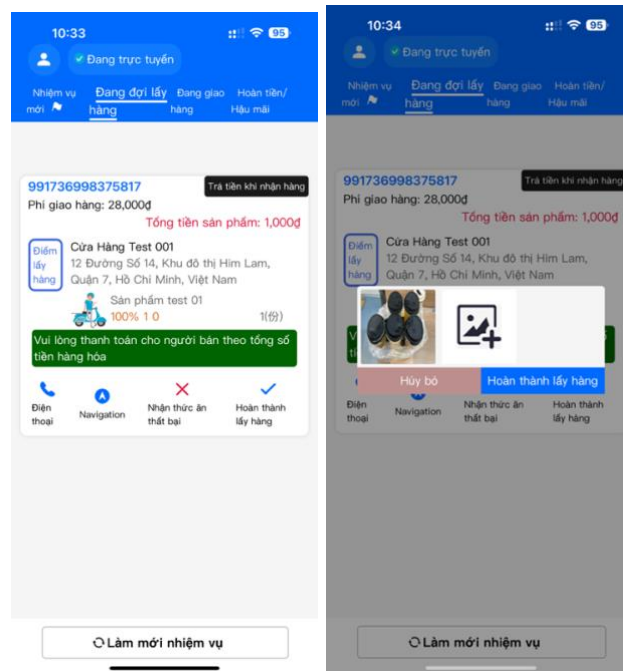 10:33
95
Đang trực tuyến
Nhiệm vụ mới
Đang đợi lấy hàng
Đang giao hàng
Hoàn tiền/ Hậu mãi
991736998375817
Trả tiền khi nhận hàng
Phí giao hàng: 28,000₫
Tổng tiền sản phẩm: 1,000₫
Điểm lấy hàng
Cửa Hàng Test 001
12 Đường Số 14, Khu đô thị Him Lam,
Quận 7, Hồ Chí Minh, Việt Nam
Sản phẩm test 01
100% 1 0
1(份)
Vui lòng thanh toán cho người bán theo tổng số
tiền hàng hóa
Điện thoại
Navigation
Nhận thức ăn thất bại
Hoàn thành lấy hàng
Làm mới nhiệm vụ
10:34
95
Đang trực tuyến
Nhiệm vụ mới
Đang đợi lấy hàng
Đang giao hàng
Hoàn tiền/ Hậu mãi
991736998375817
Trả tiền khi nhận hàng
Phí giao hàng: 28,000₫
Tổng tiền sản phẩm: 1,000₫
Điểm lấy hàng
Cửa Hàng Test 001
12 Đường Số 14, Khu đô thị Him Lam,
Quận 7, Hồ Chí Minh, Việt Nam
Hủy bỏ
Hoàn thành lấy hàng
Điện thoại
Navigation
Nhận thức ăn thất bại
Hoàn thành lấy hàng
Làm mới nhiệm vụ